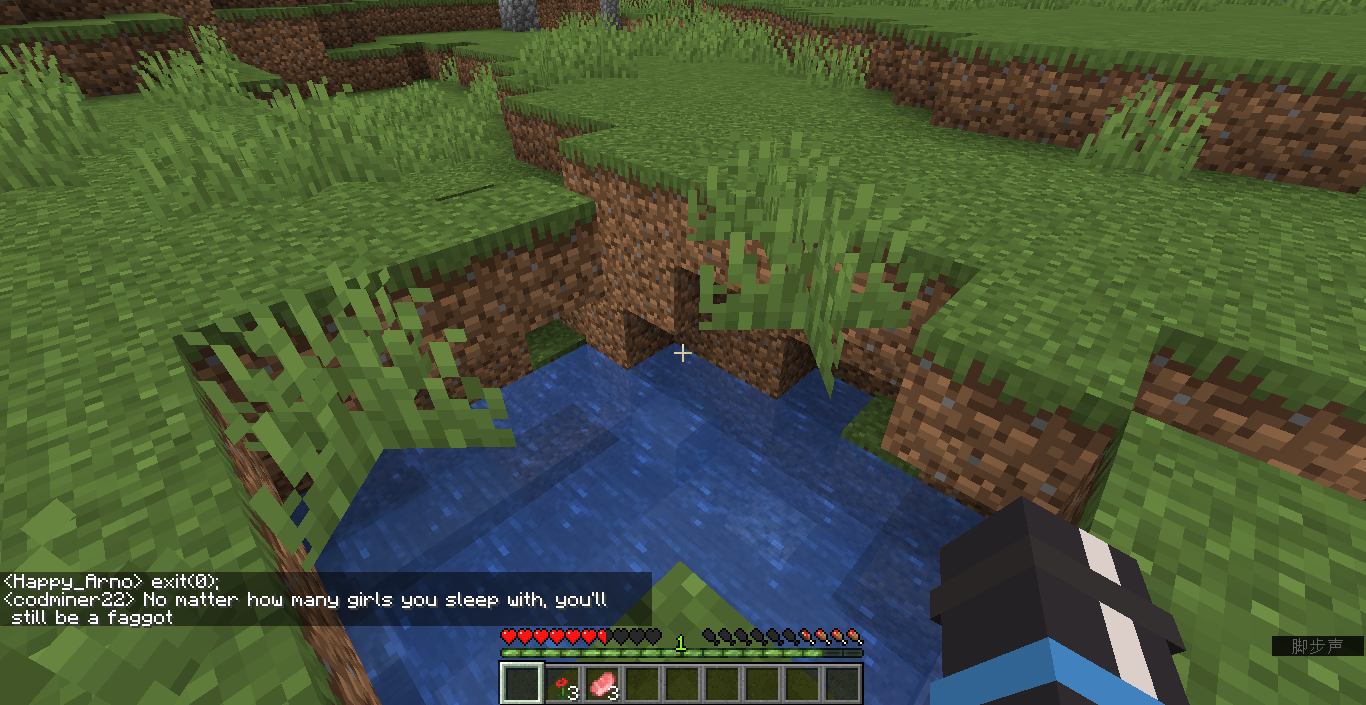 <Happy_Arno> exit(0);
<codminer22> No matter how many girls you sleep with, you'll
still be a faggot
1
3
3
脚步声